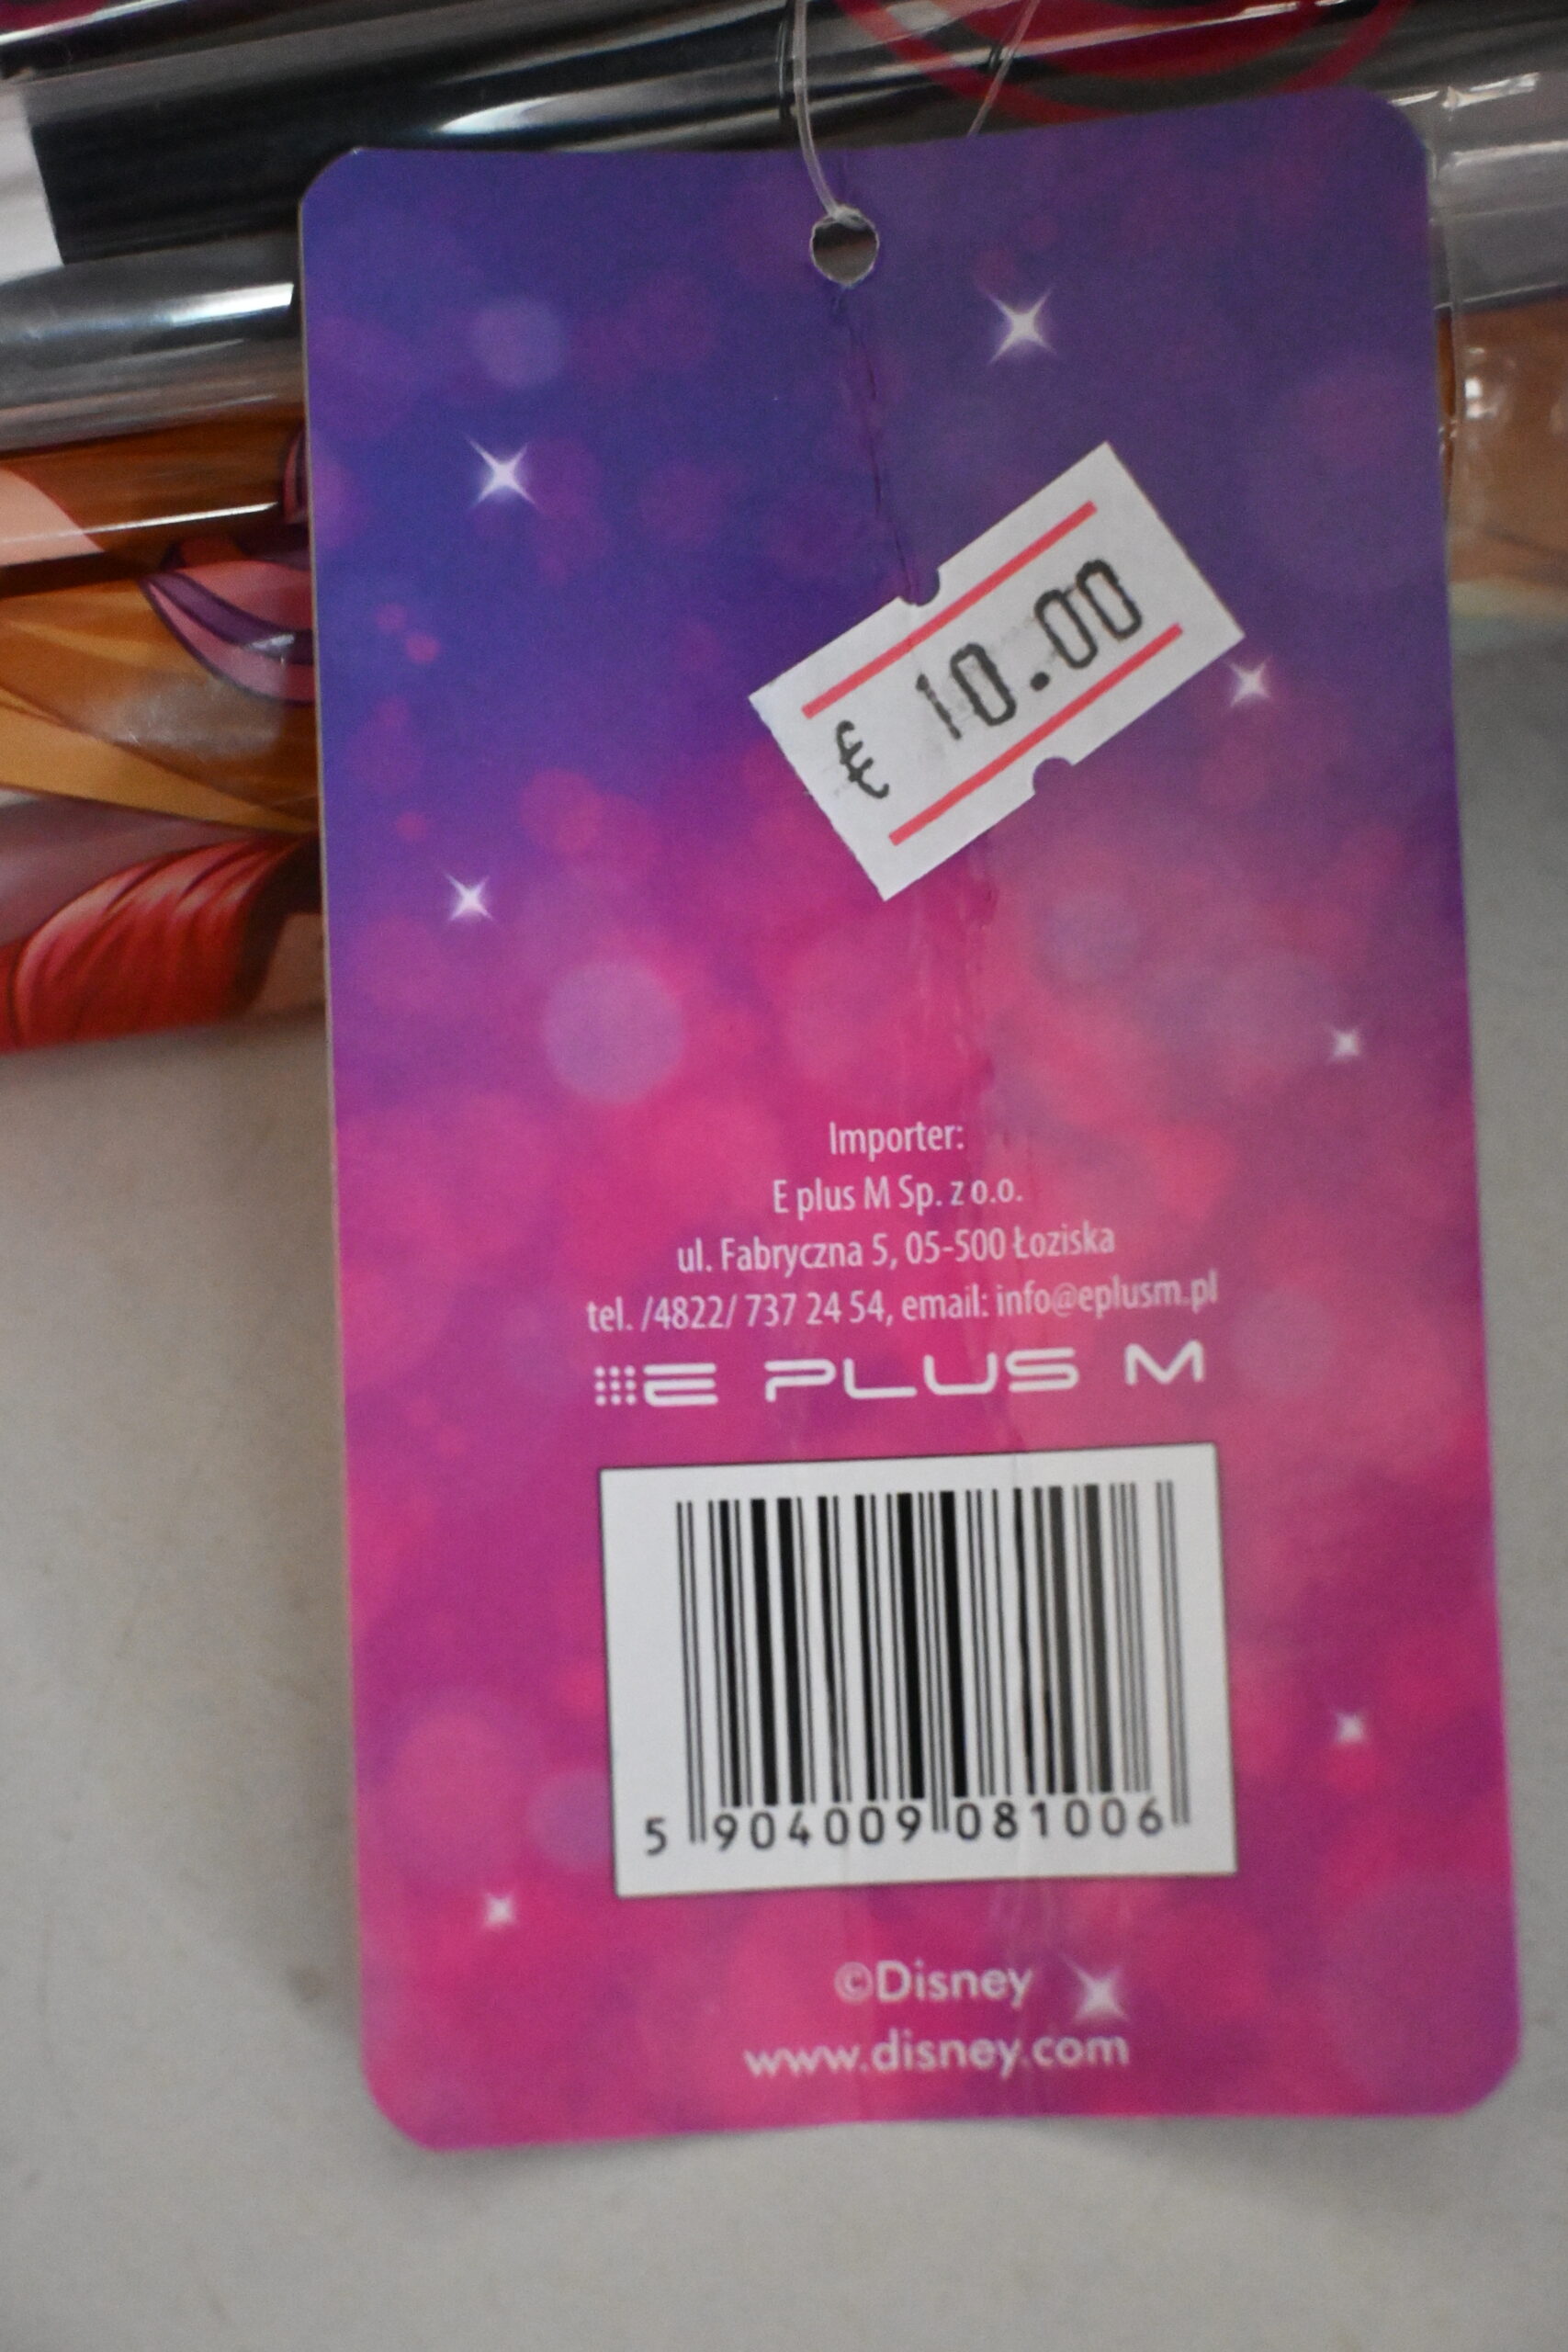 € 10.00
Importer:
E plus M Sp. z o.o.
ul. Fabryczna 5, 05-500 Łoziska
tel. /4822/ 737 24 54, email: info@eplusm.pl
E PLUS M
5 904009 081006
©Disney
www.disney.com